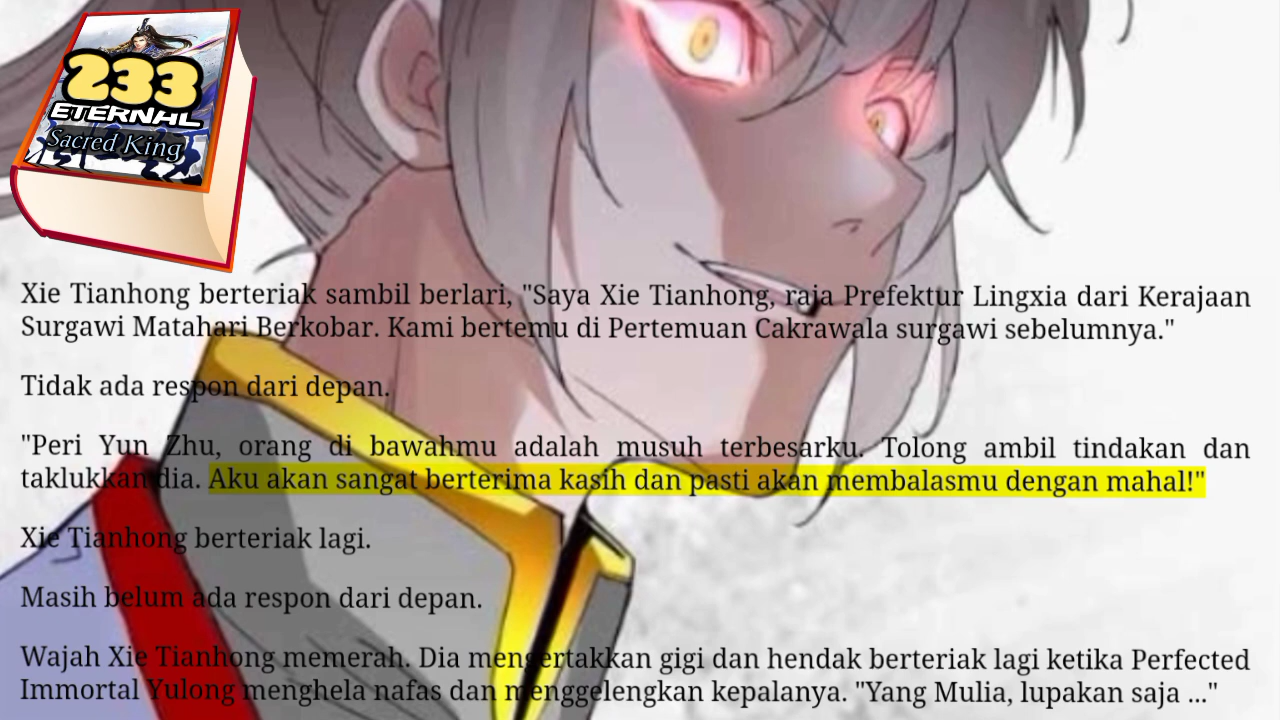 233
ETERNAL
Sacred King
Xie Tianhong berteriak sambil berlari, "Saya Xie Tianhong, raja Prefektur Lingxia dari Kerajaan
Surgawi Matahari Berkobar. Kami bertemu di Pertemuan Cakrawala surgawi sebelumnya."
Tidak ada respon dari depan.
"Peri Yun Zhu, orang di bawahmu adalah musuh terbesarku. Tolong ambil tindakan dan
taklukkan dia. Aku akan sangat berterima kasih dan pasti akan membalasmu dengan mahal!"
Xie Tianhong berteriak lagi.
Masih belum ada respon dari depan.
Wajah Xie Tianhong memerah. Dia mengertakkan gigi dan hendak berteriak lagi ketika Perfected
Immortal Yulong menghela nafas dan menggelengkan kepalanya. "Yang Mulia, lupakan saja ..."